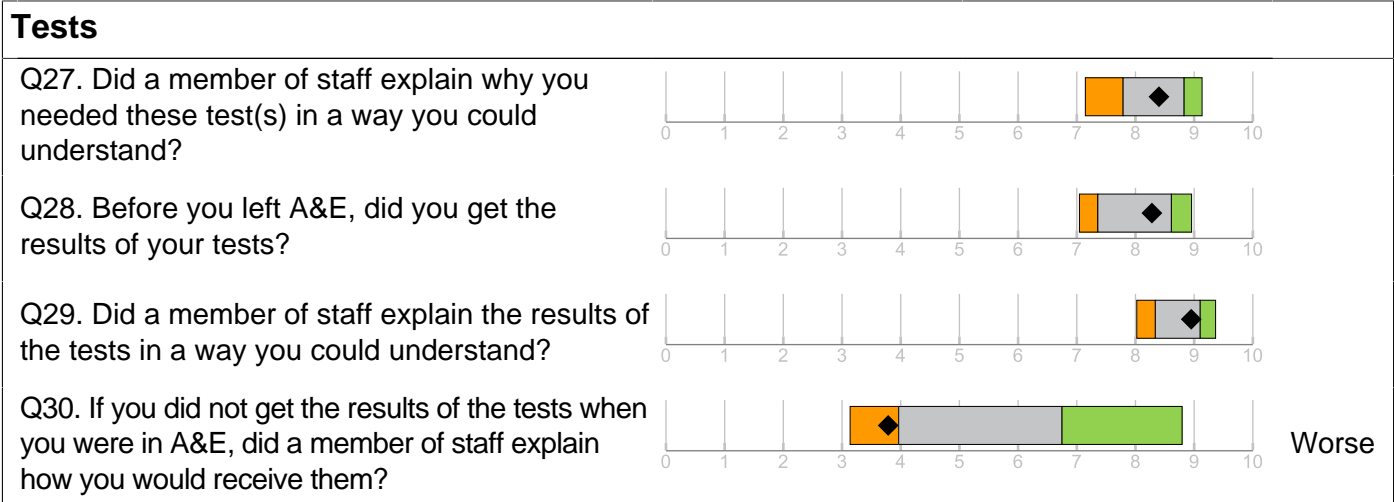 Tests
Q27. Did a member of staff explain why you
needed these test(s) in a way you could
understand?
0 1 2 3 4 5 6 7 8 9 10
Q28. Before you left A&E, did you get the
results of your tests?
0 1 2 3 4 5 6 7 8 9 10
Q29. Did a member of staff explain the results of
the tests in a way you could understand?
0 1 2 3 4 5 6 7 8 9 10
Q30. If you did not get the results of the tests when
you were in A&E, did a member of staff explain
how you would receive them?
0 1 2 3 4 5 6 7 8 9 10
Worse